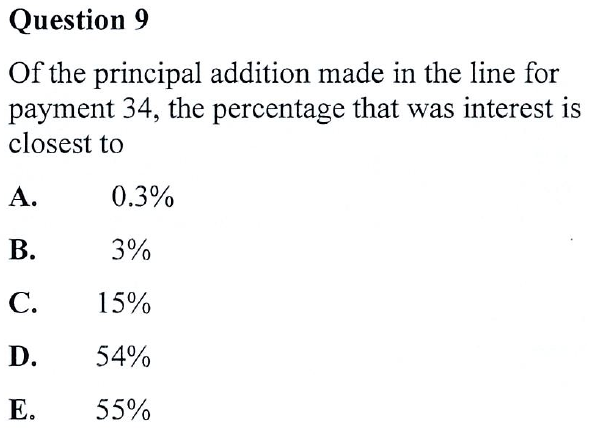 Question 9
Of the principal addition made in the line for
payment 34, the percentage that was interest is
closest to
A. 0.3%
B. 3%
C. 15%
D. 54%
E. 55%